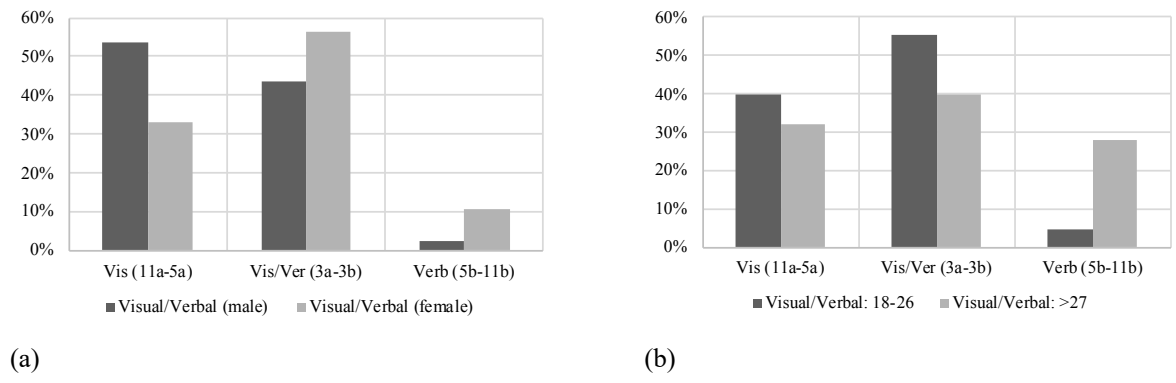 60%
50%
40%
30%
20%
10%
0%
Vis (11a-5a) Vis/Ver (3a-3b) Verb (5b-11b)
Visual/Verbal (male) Visual/Verbal (female)
(a)
60%
50%
40%
30%
20%
10%
0%
Vis (11a-5a) Vis/Ver (3a-3b) Verb (5b-11b)
Visual/Verbal: 18-26 Visual/Verbal: >27
(b)